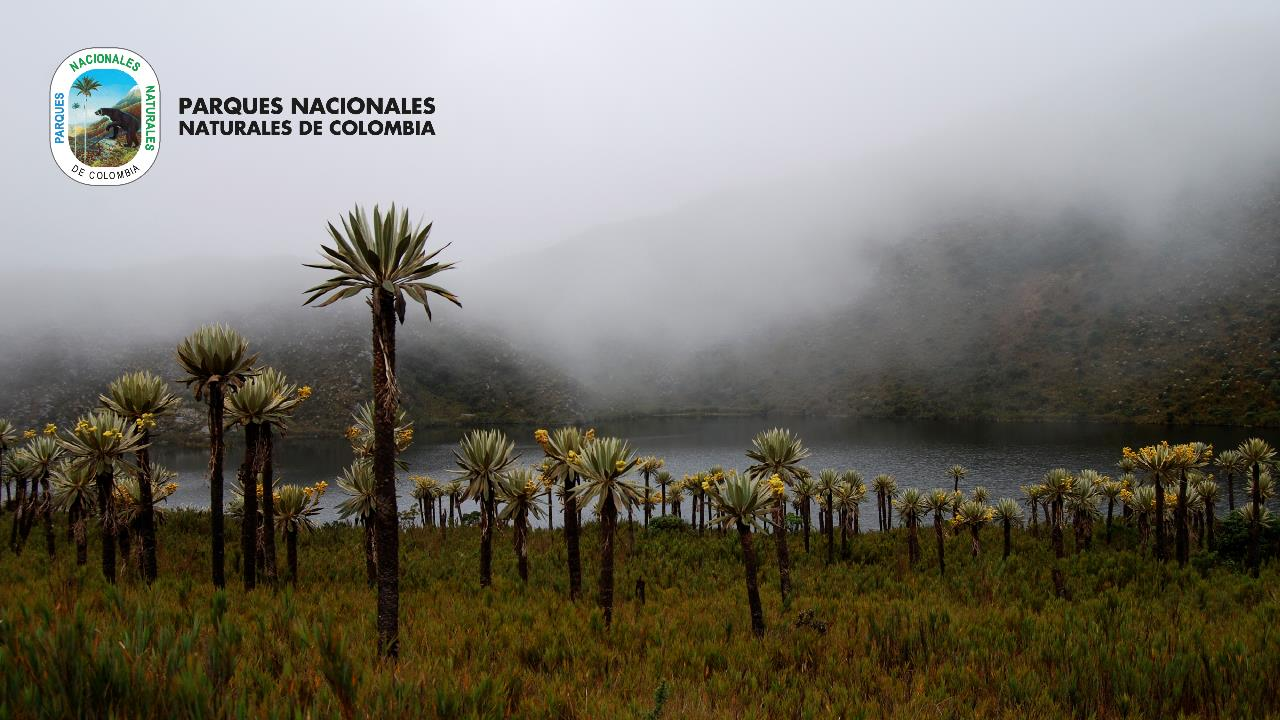 NACIONALES
PARQUES
NATURALES
DE COLOMBIA
PARQUES NACIONALES
NATURALES DE COLOMBIA